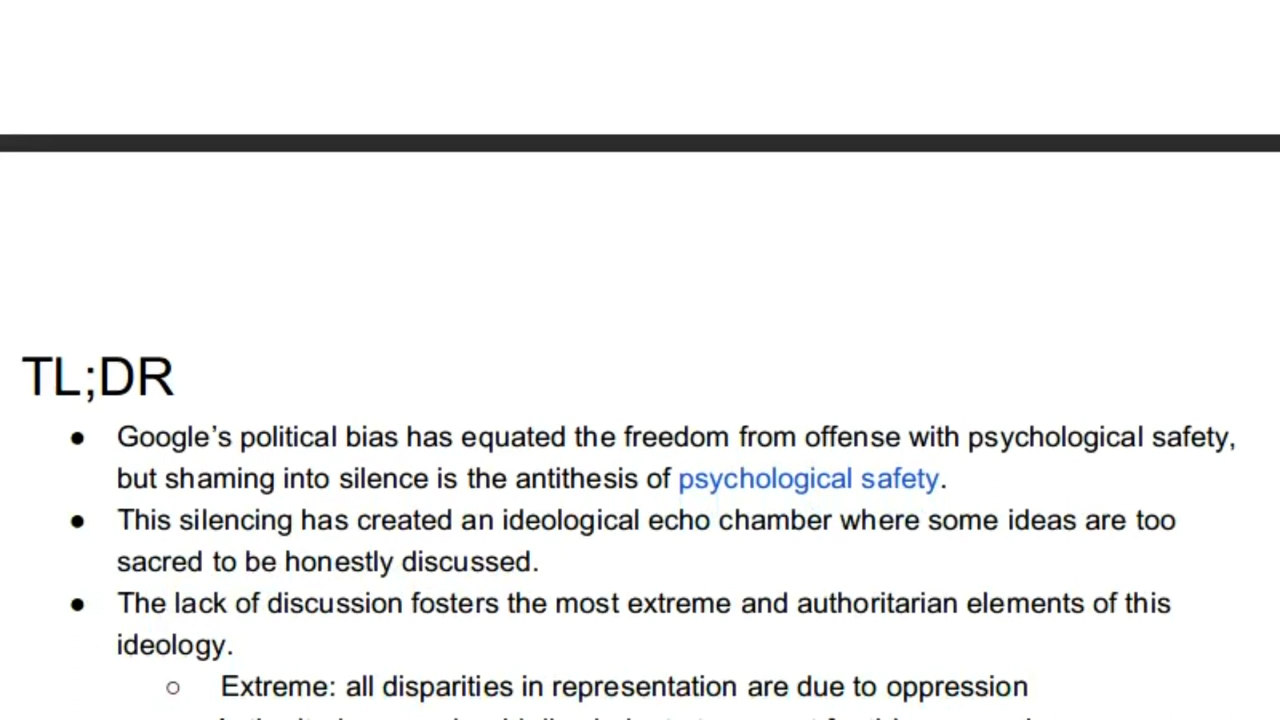 TL;DR
● Google’s political bias has equated the freedom from offense with psychological safety,
but shaming into silence is the antithesis of psychological safety.
● This silencing has created an ideological echo chamber where some ideas are too
sacred to be honestly discussed.
● The lack of discussion fosters the most extreme and authoritarian elements of this
ideology.
○ Extreme: all disparities in representation are due to oppression